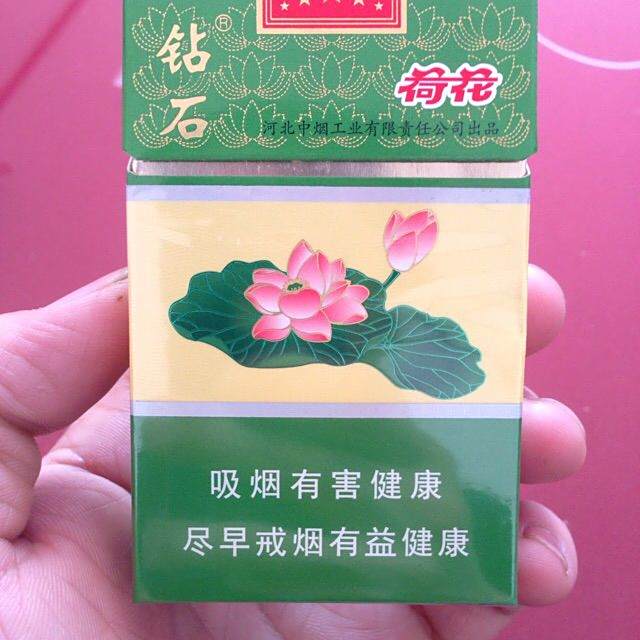 钻石®
荷花
河北中烟工业有限责任公司出品
吸烟有害健康
尽早戒烟有益健康